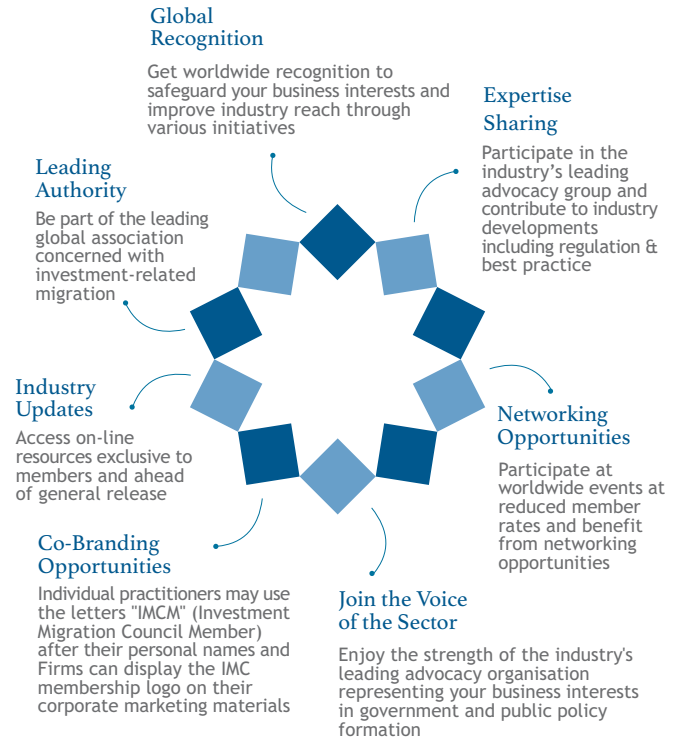 Global
Recognition
Get worldwide recognition to
safeguard your business interests and
improve industry reach through
various initiatives
Expertise
Sharing
Participate in the
industry's leading
advocacy group and
contribute to industry
developments
including regulation &
best practice
Leading
Authority
Be part of the leading
global association
concerned with
investment-related
migration
Industry
Updates
Access on-line
resources exclusive to
members and ahead
of general release
Networking
Opportunities
Participate at
worldwide events at
reduced member
rates and benefit
from networking
opportunities
Co-Branding
Opportunities
Individual practitioners may use
the letters "IMCM" (Investment
Migration Council Member)
after their personal names and
Firms can display the IMC
membership logo on their
corporate marketing materials
Join the Voice
of the Sector
Enjoy the strength of the industry's
leading advocacy organisation
representing your business interests
in government and public policy
formation